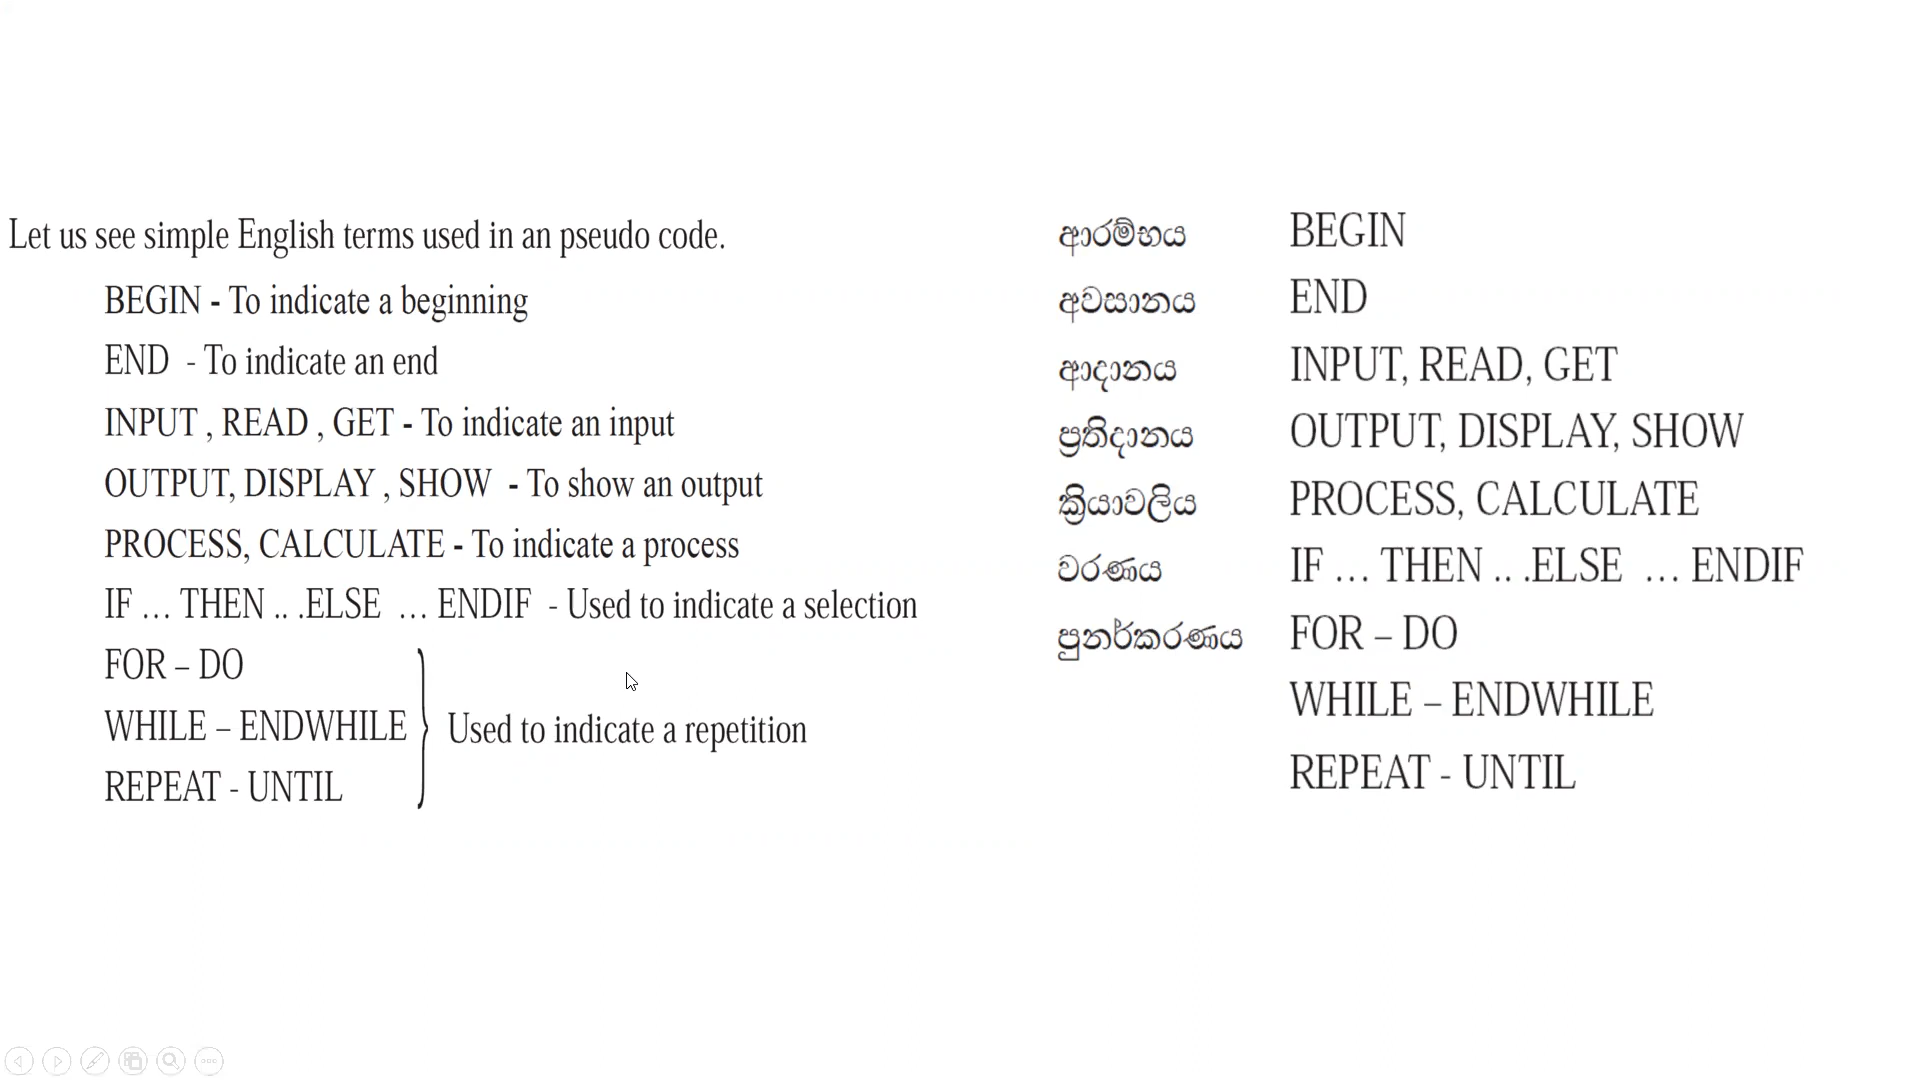 Let us see simple English terms used in an pseudo code.
BEGIN - To indicate a beginning
END - To indicate an end
INPUT , READ , GET - To indicate an input
OUTPUT, DISPLAY , SHOW - To show an output
PROCESS, CALCULATE - To indicate a process
IF … THEN .. .ELSE … ENDIF - Used to indicate a selection
FOR – DO
WHILE – ENDWHILE
Used to indicate a repetition
REPEAT - UNTIL
ආරම්භය BEGIN
අවසානය END
ආදානය INPUT, READ, GET
ප්‍රතිදානය OUTPUT, DISPLAY, SHOW
ක්‍රියාවලිය PROCESS, CALCULATE
වරණය IF … THEN .. .ELSE … ENDIF
පුනර්කරණය FOR – DO
WHILE – ENDWHILE
REPEAT - UNTIL